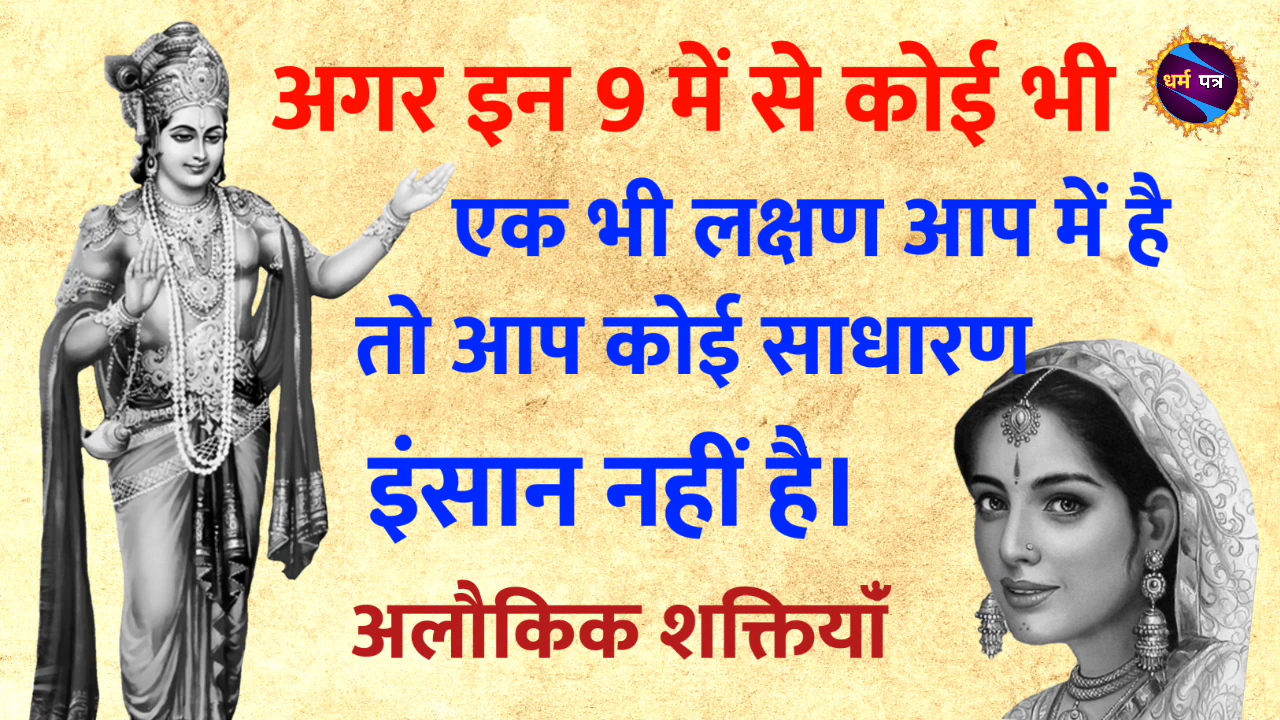 अगर इन 9 में से कोई भी
धर्म पत्र
एक भी लक्षण आप में है
तो आप कोई साधारण
इंसान नहीं है।
अलौकिक शक्तियाँ